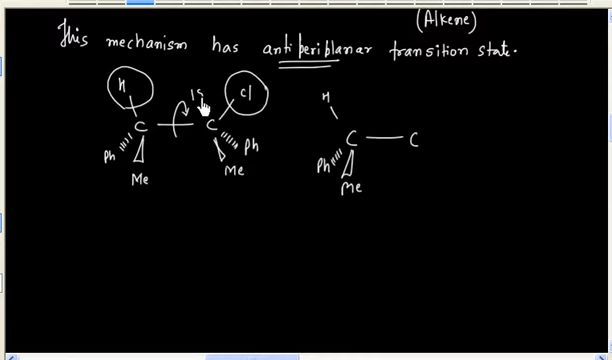 (Alkene)
This mechanism has antiperiplanar transition state.
H Cl H
C C C C
Ph Ph Ph
Me Me Me